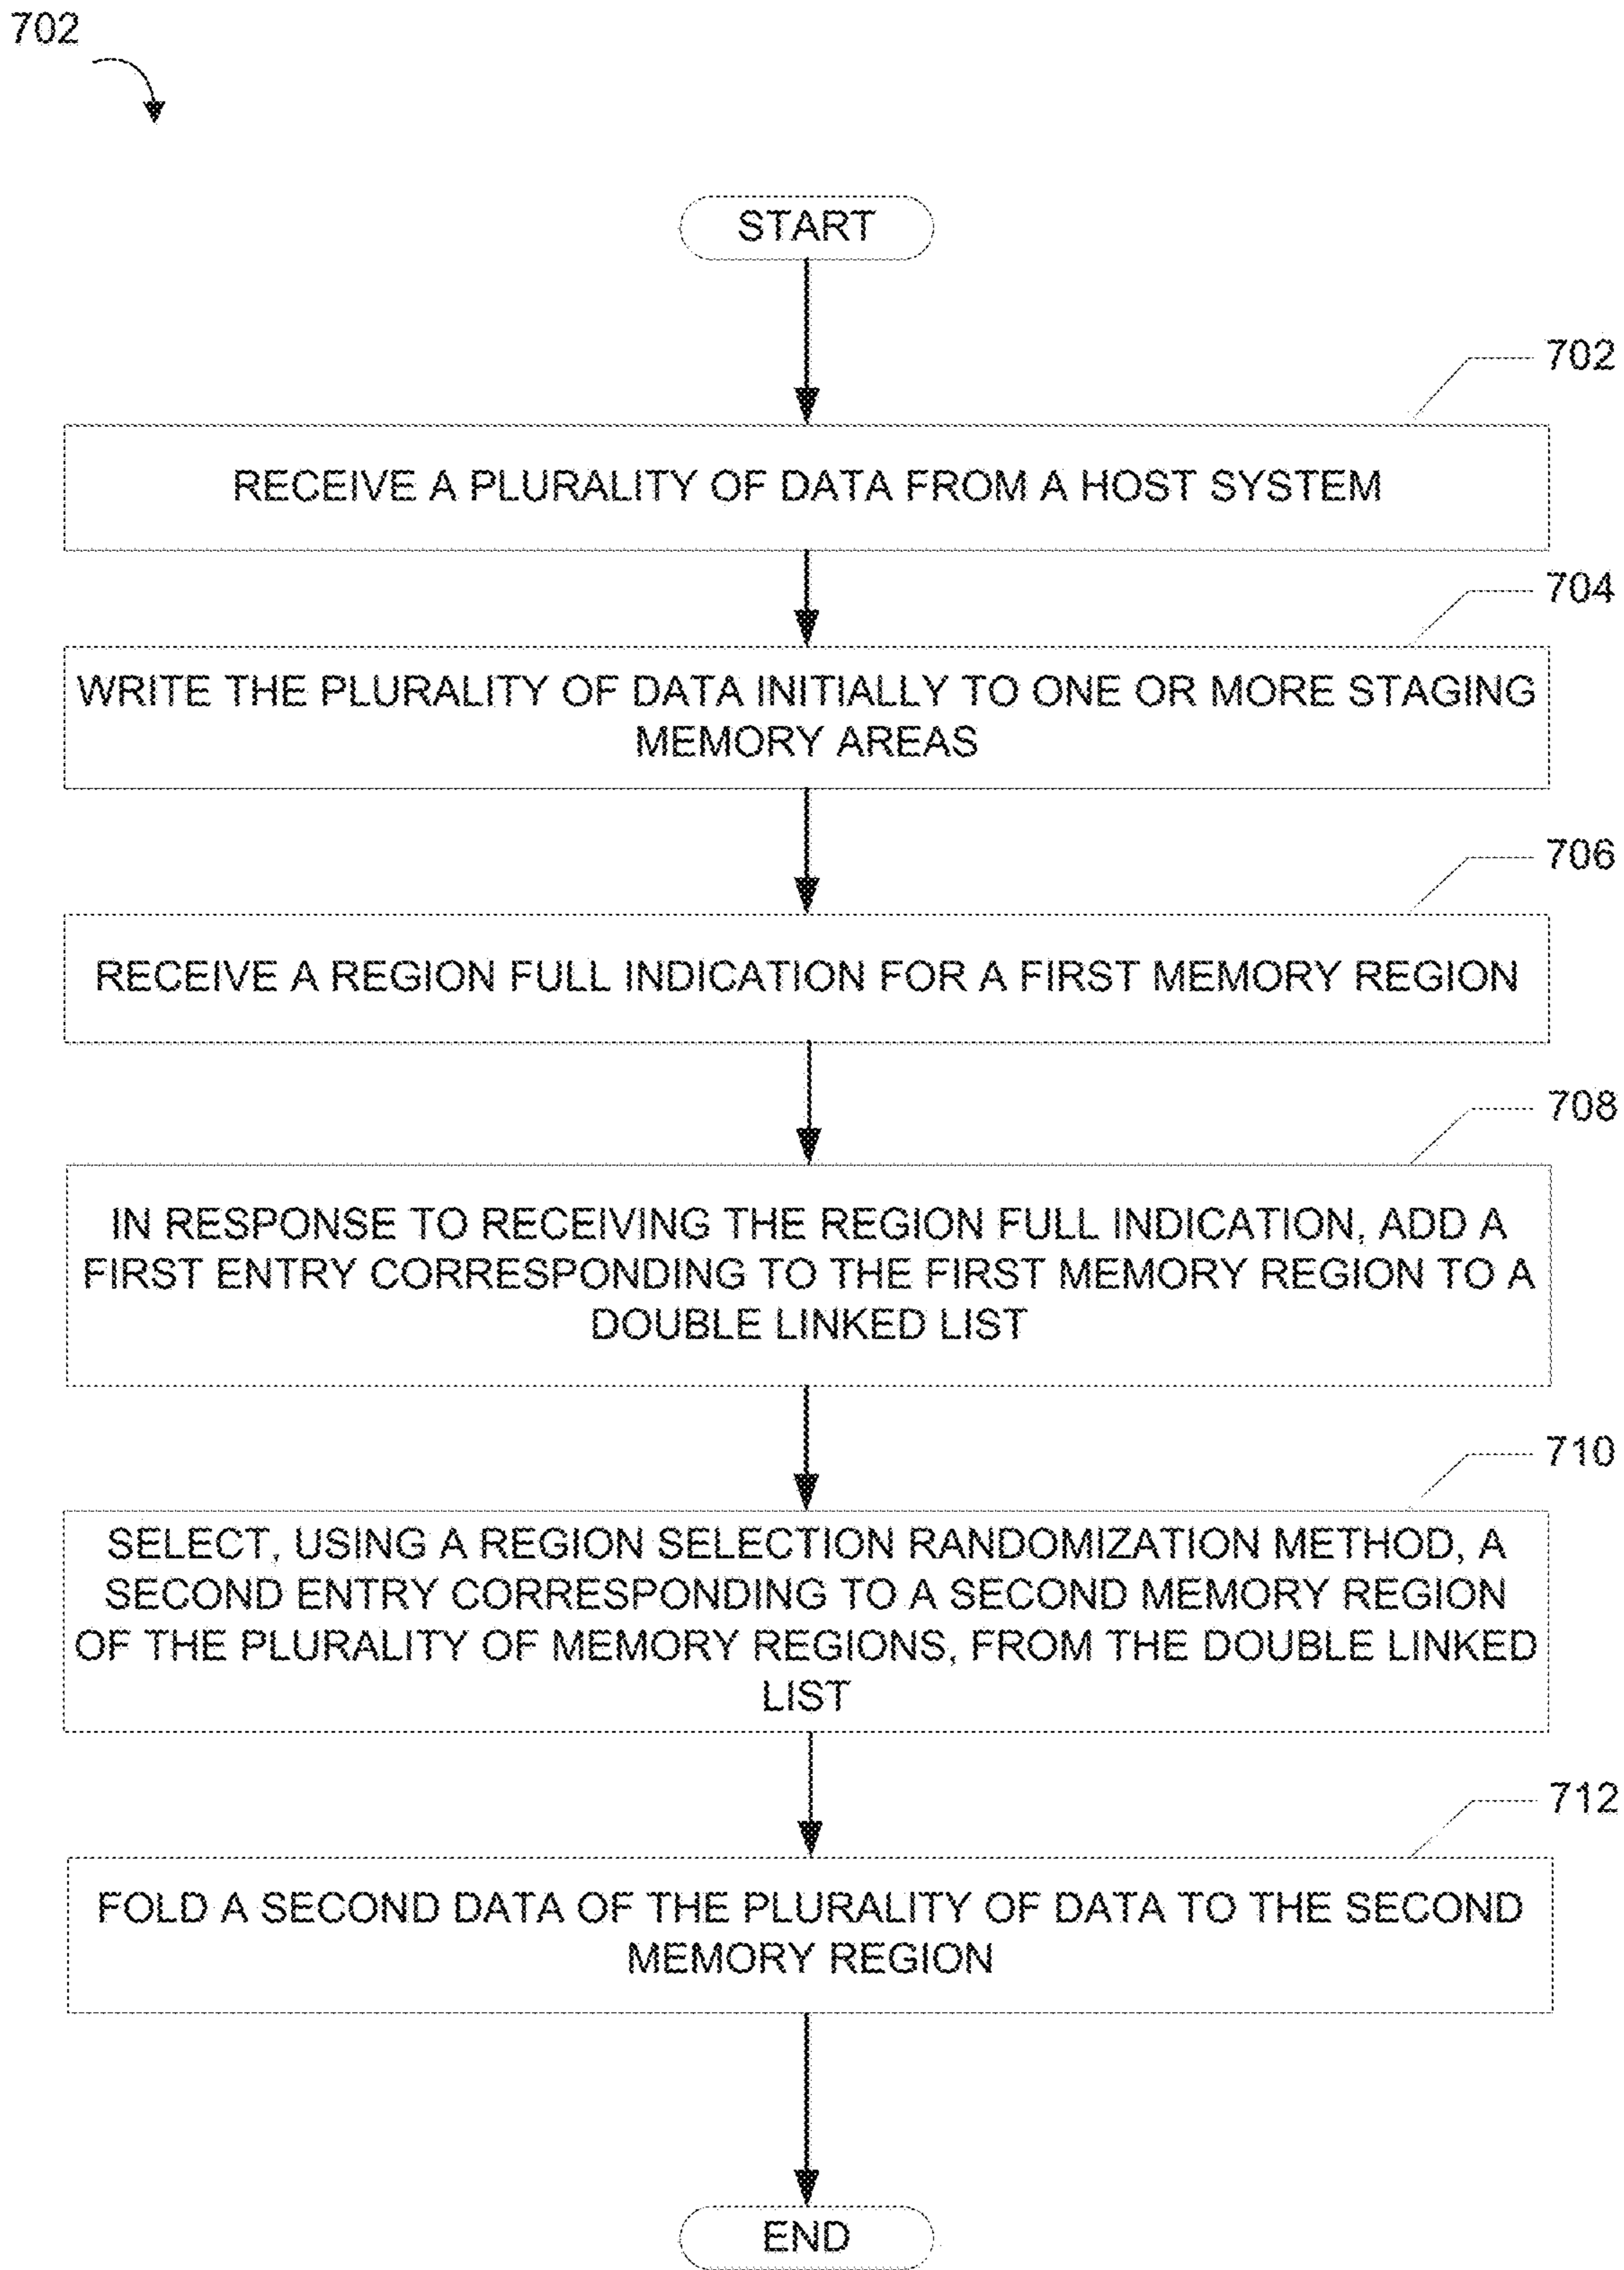 702
START
702
RECEIVE A PLURALITY OF DATA FROM A HOST SYSTEM
704
WRITE THE PLURALITY OF DATA INITIALLY TO ONE OR MORE STAGING
MEMORY AREAS
706
RECEIVE A REGION FULL INDICATION FOR A FIRST MEMORY REGION
708
IN RESPONSE TO RECEIVING THE REGION FULL INDICATION, ADD A
FIRST ENTRY CORRESPONDING TO THE FIRST MEMORY REGION TO A
DOUBLE LINKED LIST
710
SELECT, USING A REGION SELECTION RANDOMIZATION METHOD, A
SECOND ENTRY CORRESPONDING TO A SECOND MEMORY REGION
OF THE PLURALITY OF MEMORY REGIONS, FROM THE DOUBLE LINKED
LIST
712
FOLD A SECOND DATA OF THE PLURALITY OF DATA TO THE SECOND
MEMORY REGION
END